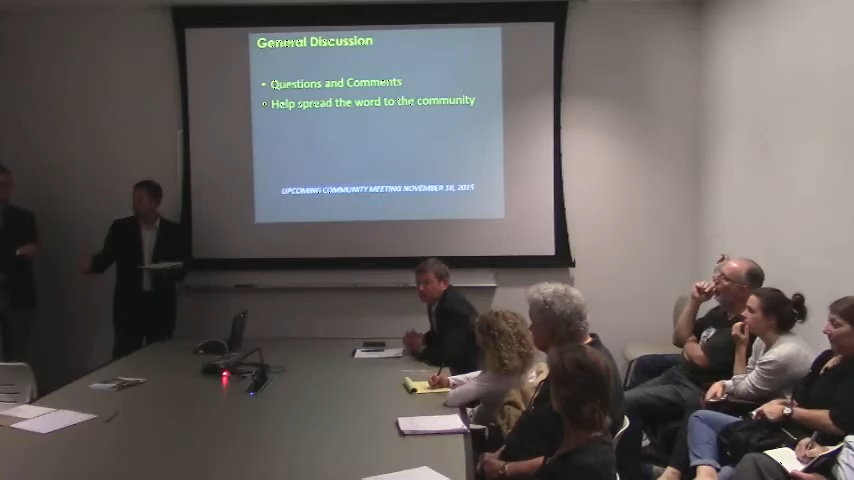 General Discussion
• Questions and Comments
• Help spread the word to the community
UPCOMING COMMUNITY MEETING NOVEMBER 18, 2015